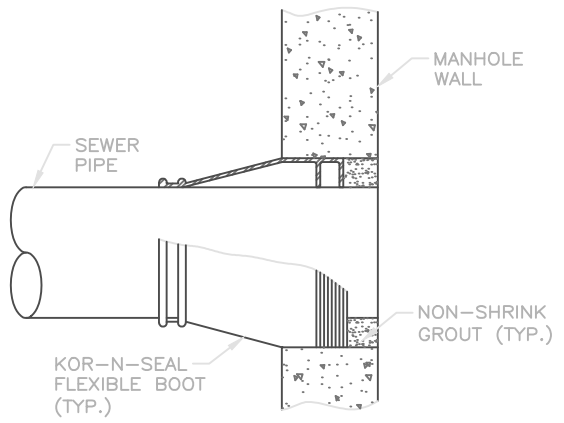 MANHOLE
WALL
SEWER
PIPE
NON-SHRINK
GROUT (TYP.)
KOR-N-SEAL
FLEXIBLE BOOT
(TYP.)